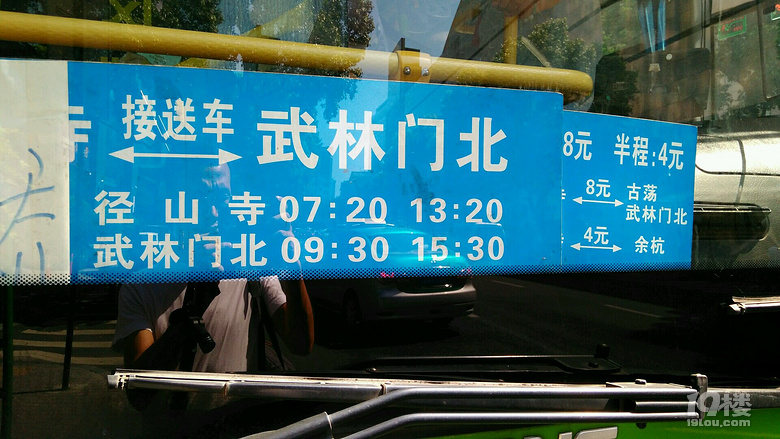 寺 接送车 武林门北
径山寺 07:20 13:20
武林门北 09:30 15:30
8元 半程:4元
8元 古荡
武林门北
4元 余杭
19楼
19lou.com